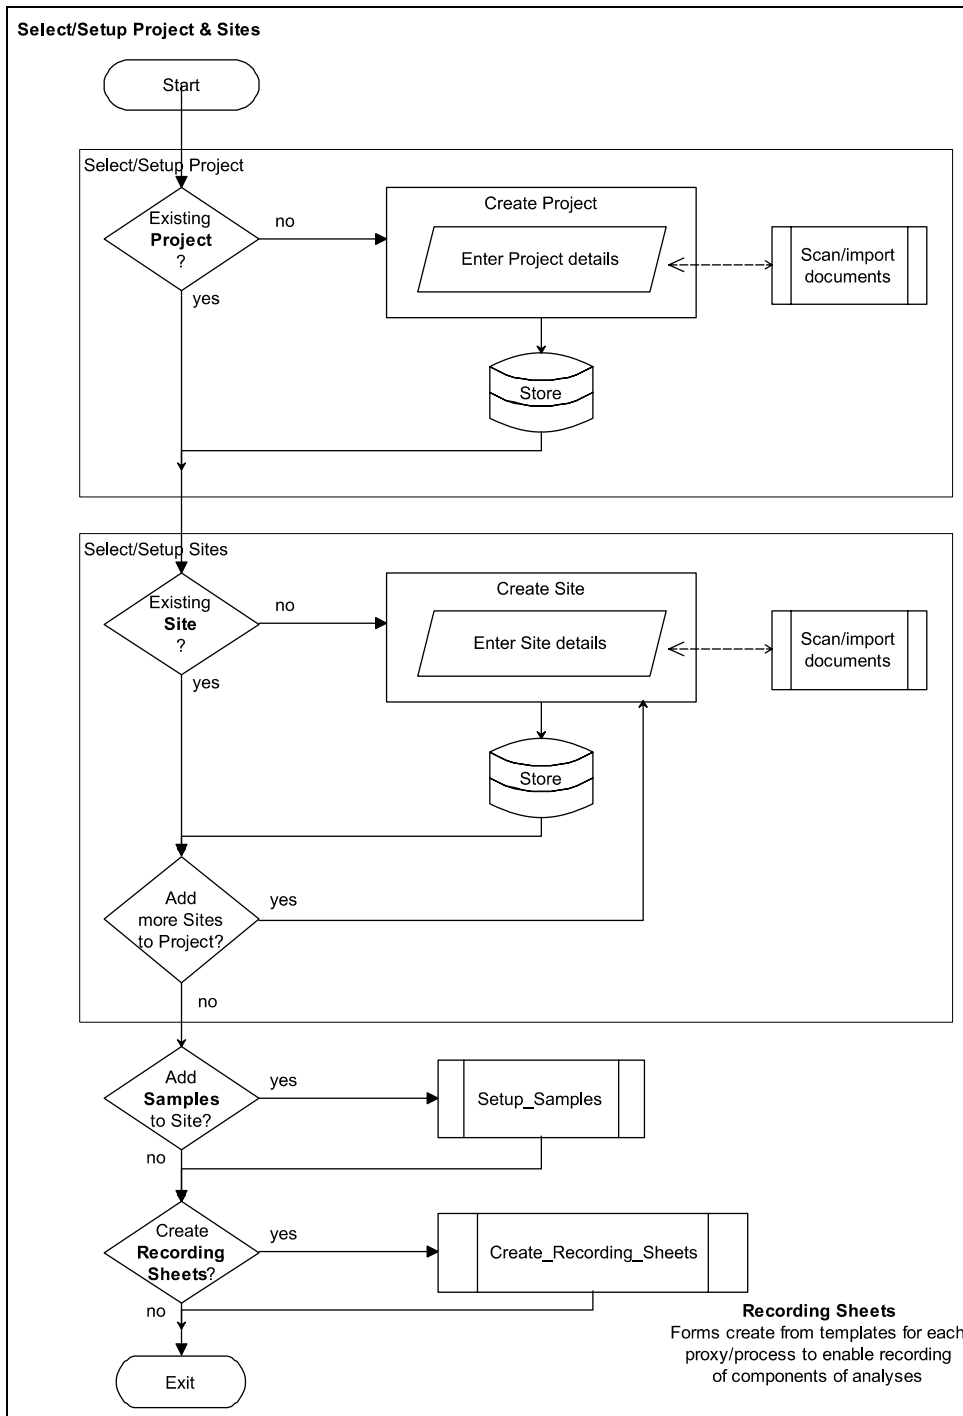 Select/Setup Project & Sites
Start
Select/Setup Project
Existing
Project
?
no
yes
Create Project
Enter Project details
Scan/import
documents
Store
Select/Setup Sites
Existing
Site
?
no
yes
Create Site
Enter Site details
Scan/import
documents
Store
Add
more Sites
to Project?
yes
no
Add
Samples
to Site?
yes
no
Setup_Samples
Create
Recording
Sheets?
yes
no
Create_Recording_Sheets
Recording Sheets
Forms create from templates for each
proxy/process to enable recording
of components of analyses
Exit